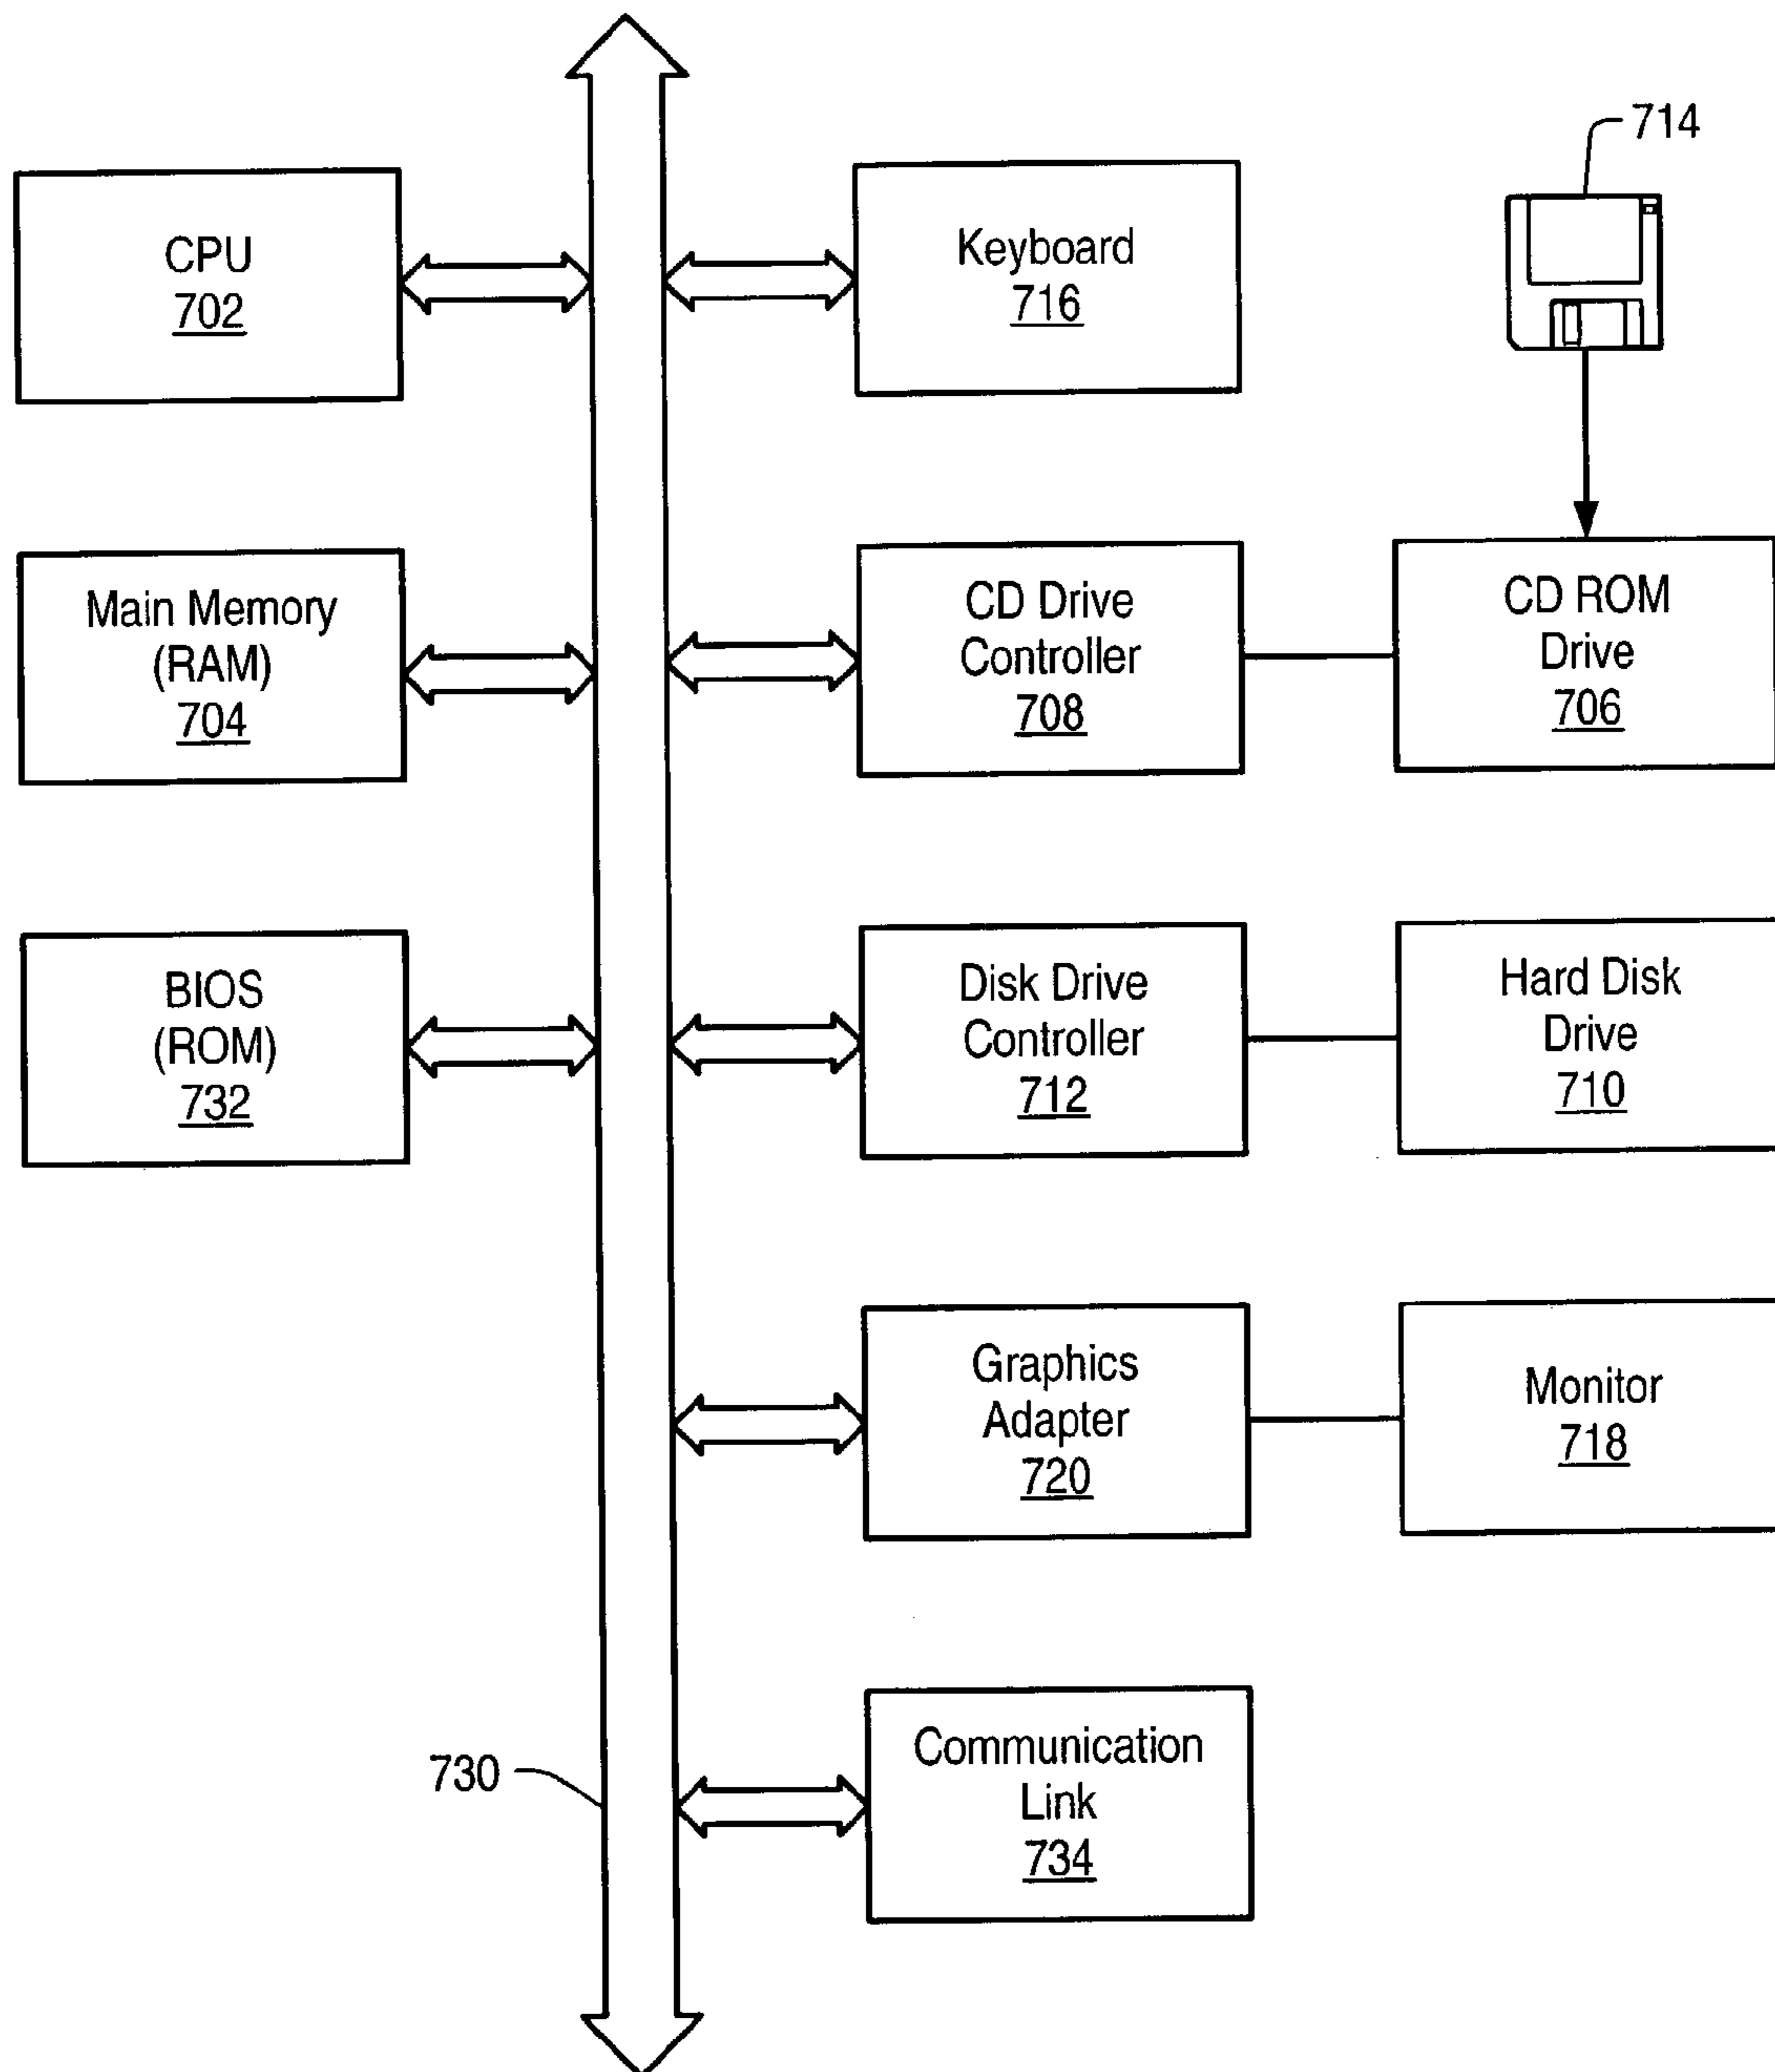 714
CPU
702
Keyboard
716
Main Memory
(RAM)
704
CD Drive
Controller
708
CD ROM
Drive
706
BIOS
(ROM)
732
Disk Drive
Controller
712
Hard Disk
Drive
710
Graphics
Adapter
720
Monitor
718
730
Communication
Link
734